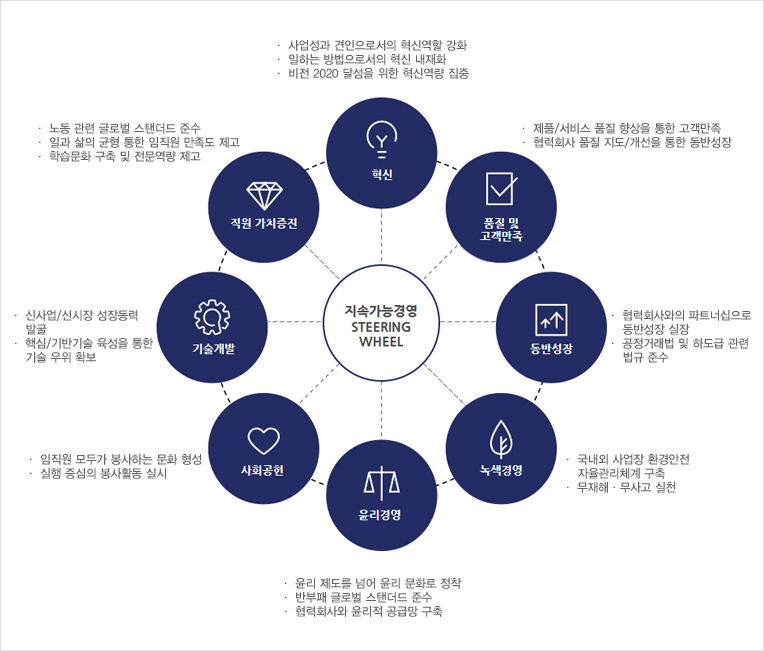 · 사업성과 견인으로서의 혁신역할 강화
· 일하는 방법으로서의 혁신 내재화
· 비전 2020 달성을 위한 혁신역량 집중
혁신
· 제품/서비스 품질 향상을 통한 고객만족
· 협력회사 품질 지도/개선을 통한 동반성장
품질 및
고객만족
· 협력회사와의 파트너십으로
동반성장 실장
· 공정거래법 및 하도급 관련
법규 준수
동반성장
· 국내외 사업장 환경안전
자율관리체계 구축
· 무재해 · 무사고 실천
녹색경영
윤리경영
· 윤리 제도를 넘어 윤리 문화로 정착
· 반부패 글로벌 스탠더드 준수
· 협력회사와 윤리적 공급망 구축
사회공헌
· 임직원 모두가 봉사하는 문화 형성
· 실행 중심의 봉사활동 실시
기술개발
· 신사업/신시장 성장동력
발굴
· 핵심/기반기술 육성을 통한
기술 우위 확보
직원 가치증진
· 노동 관련 글로벌 스탠더드 준수
· 일과 삶의 균형 통한 임직원 만족도 제고
· 학습문화 구축 및 전문역량 제고
지속가능경영
STEERING
WHEEL